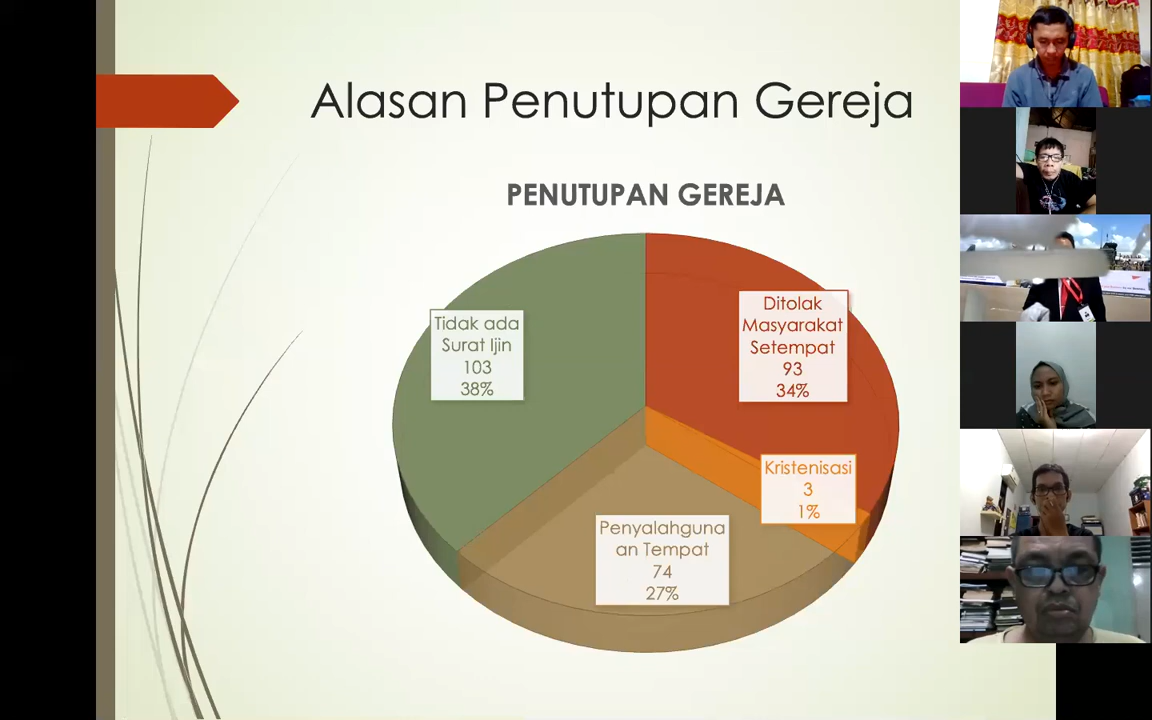 Alasan Penutupan Gereja
PENUTUPAN GEREJA
Tidak ada
Surat Ijin
103
38%
Ditolak
Masyarakat
Setempat
93
34%
Kristenisasi
3
1%
Penyalahguna
an Tempat
74
27%